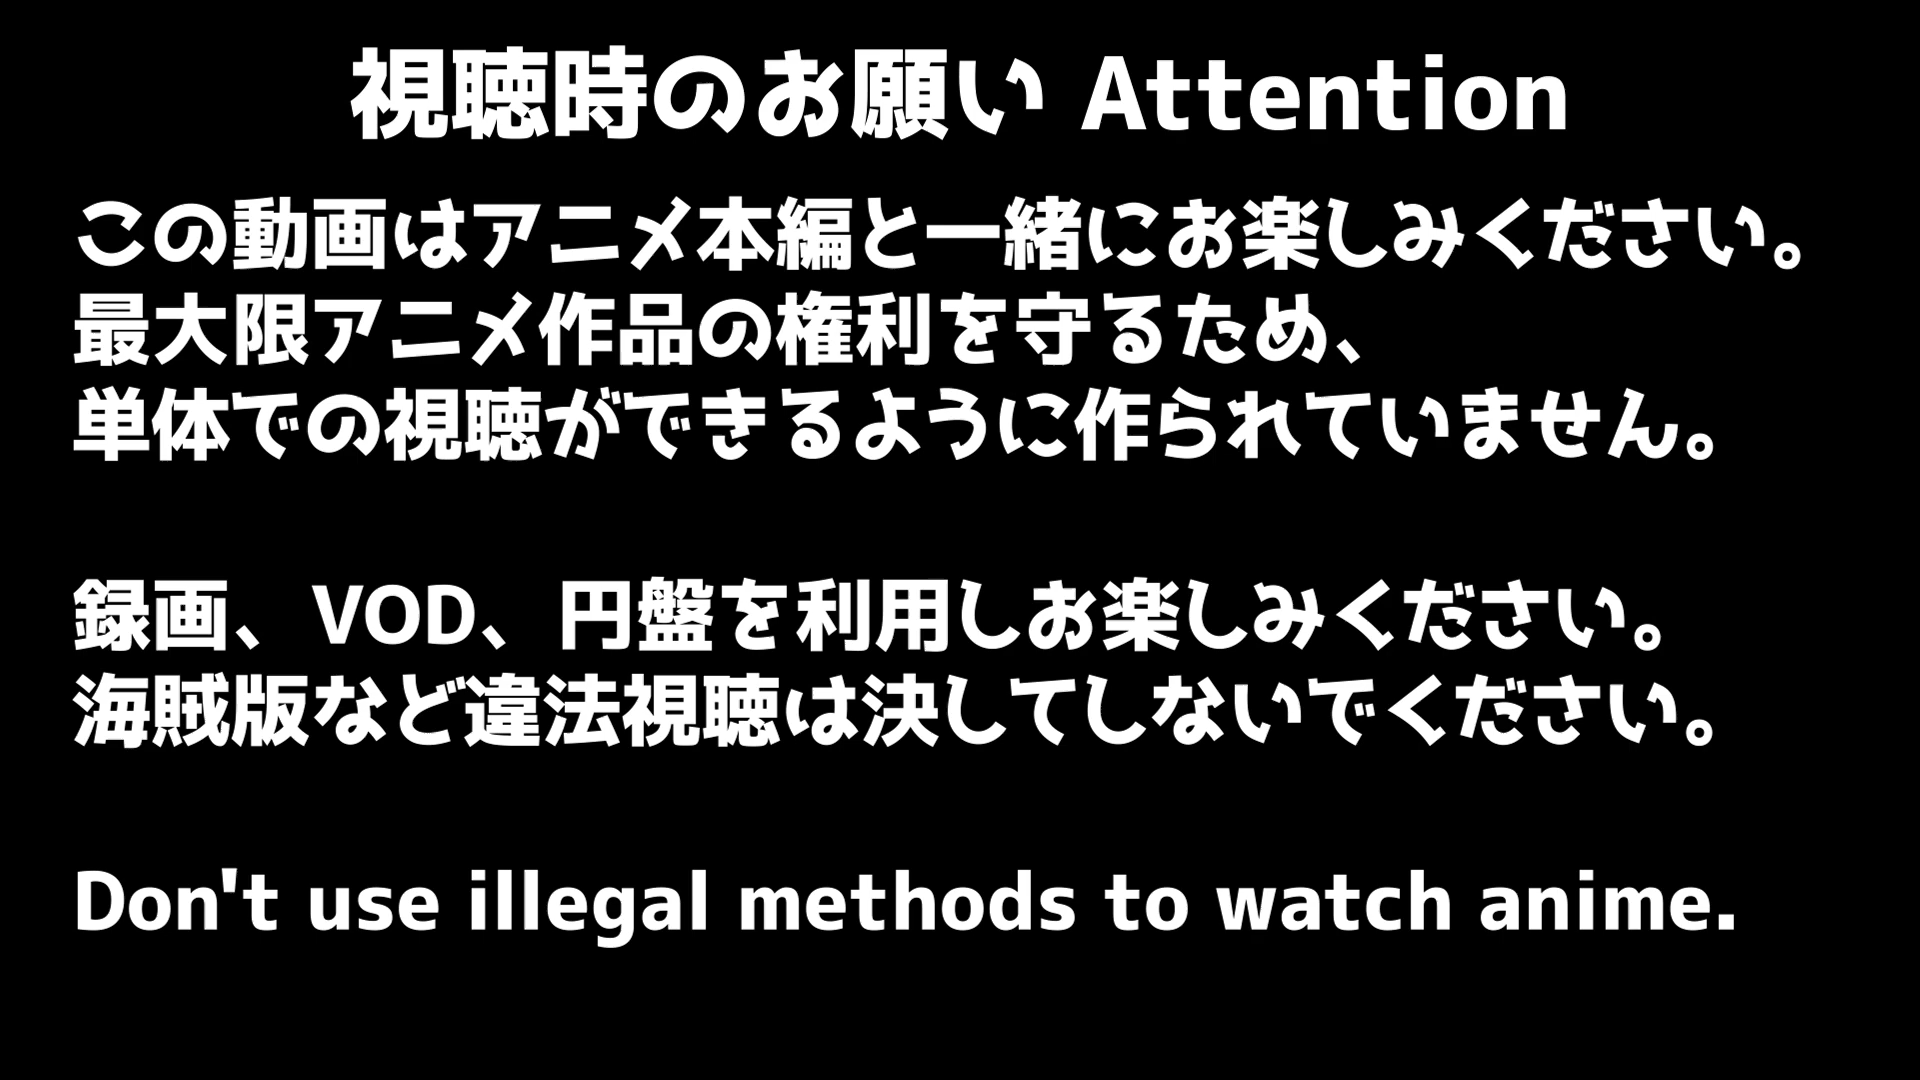 視聴時のお願い Attention
この動画はアニメ本編と一緒にお楽しみください。
最大限アニメ作品の権利を守るため、
単体での視聴ができるように作られていません。
録画、VOD、円盤を利用しお楽しみください。
海賊版など違法視聴は決してしないでください。
Don't use illegal methods to watch anime.